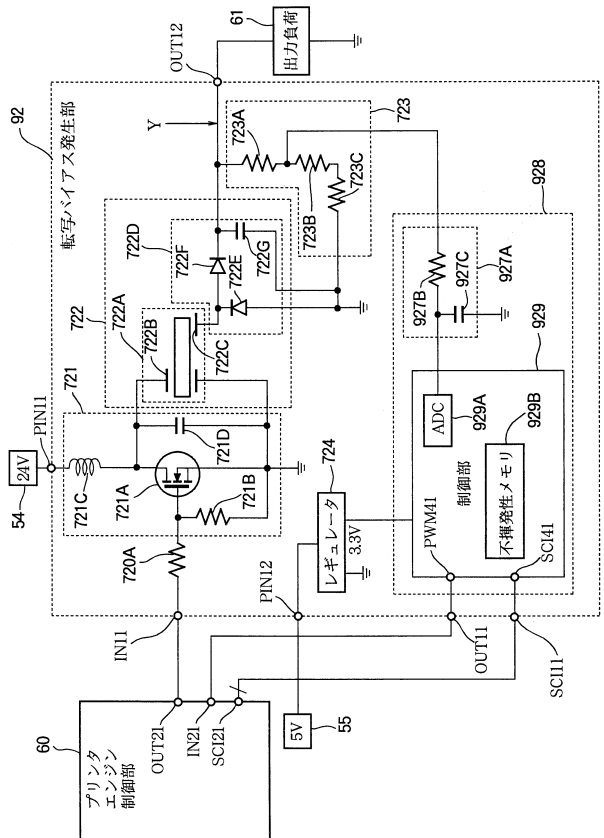 60
プリンタ
エンジン
制御部
OUT21
IN21
SCI21
54
24V
PIN11
IN11
720A
721
721C
721A
721B
721D
722
722A
722B
722C
722D
722F
722E
722G
92
転写バイアス発生部
OUT12
61
出力負荷
Y
723A
723B
723C
723
5V
55
PIN12
レギュレータ
3.3V
724
928
927B
927C
927A
929
ADC
929A
制御部
不揮発性メモリ
929B
PWM41
SCI41
OUT11
SCI11